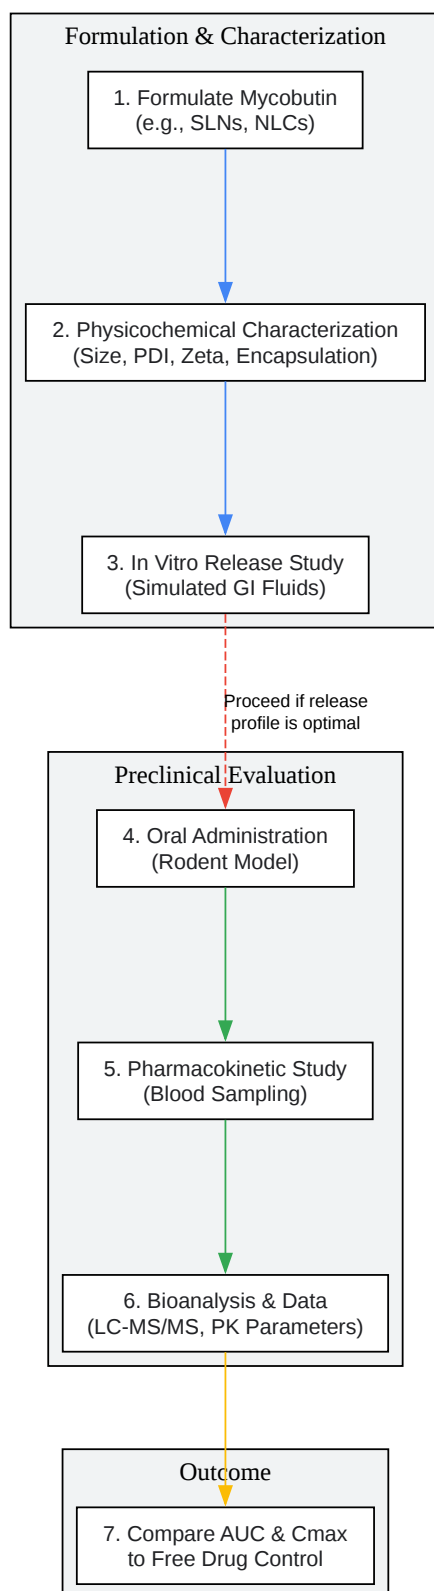 Formulation & Characterization
1. Formulate Mycobutin
(e.g., SLNs, NLCs)
2. Physicochemical Characterization
(Size, PDI, Zeta, Encapsulation)
3. In Vitro Release Study
(Simulated GI Fluids)
Proceed if release
profile is optimal
Preclinical Evaluation
4. Oral Administration
(Rodent Model)
5. Pharmacokinetic Study
(Blood Sampling)
6. Bioanalysis & Data
(LC-MS/MS, PK Parameters)
Outcome
7. Compare AUC & Cmax
to Free Drug Control